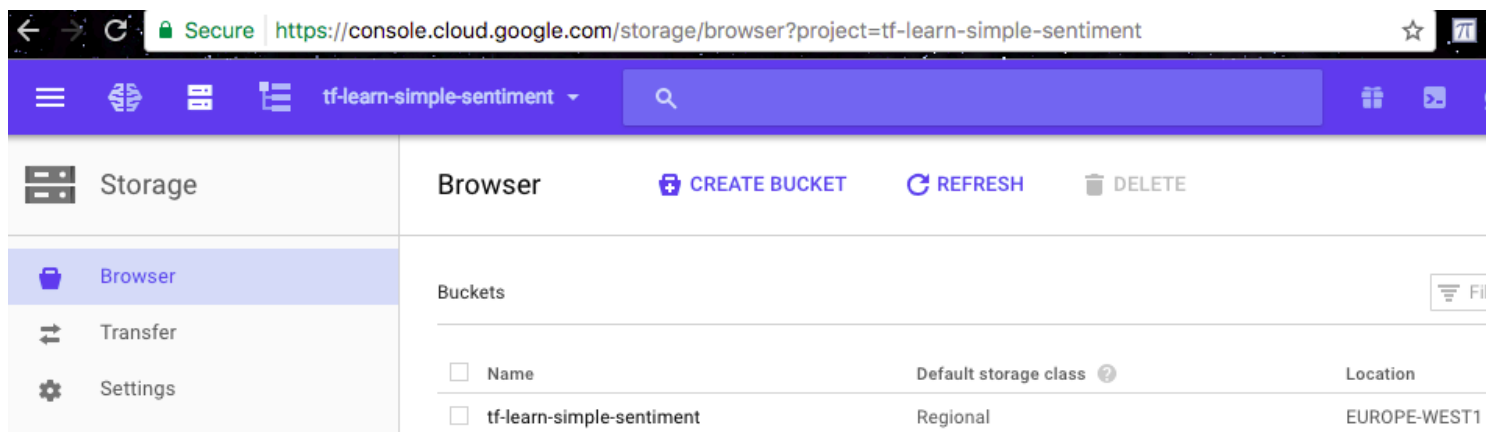 Secure https://console.cloud.google.com/storage/browser?project=tf-learn-simple-sentiment
tf-learn-simple-sentiment
Storage
Browser CREATE BUCKET REFRESH DELETE
Browser
Transfer
Settings
Buckets
Name Default storage class Location
tf-learn-simple-sentiment Regional EUROPE-WEST1